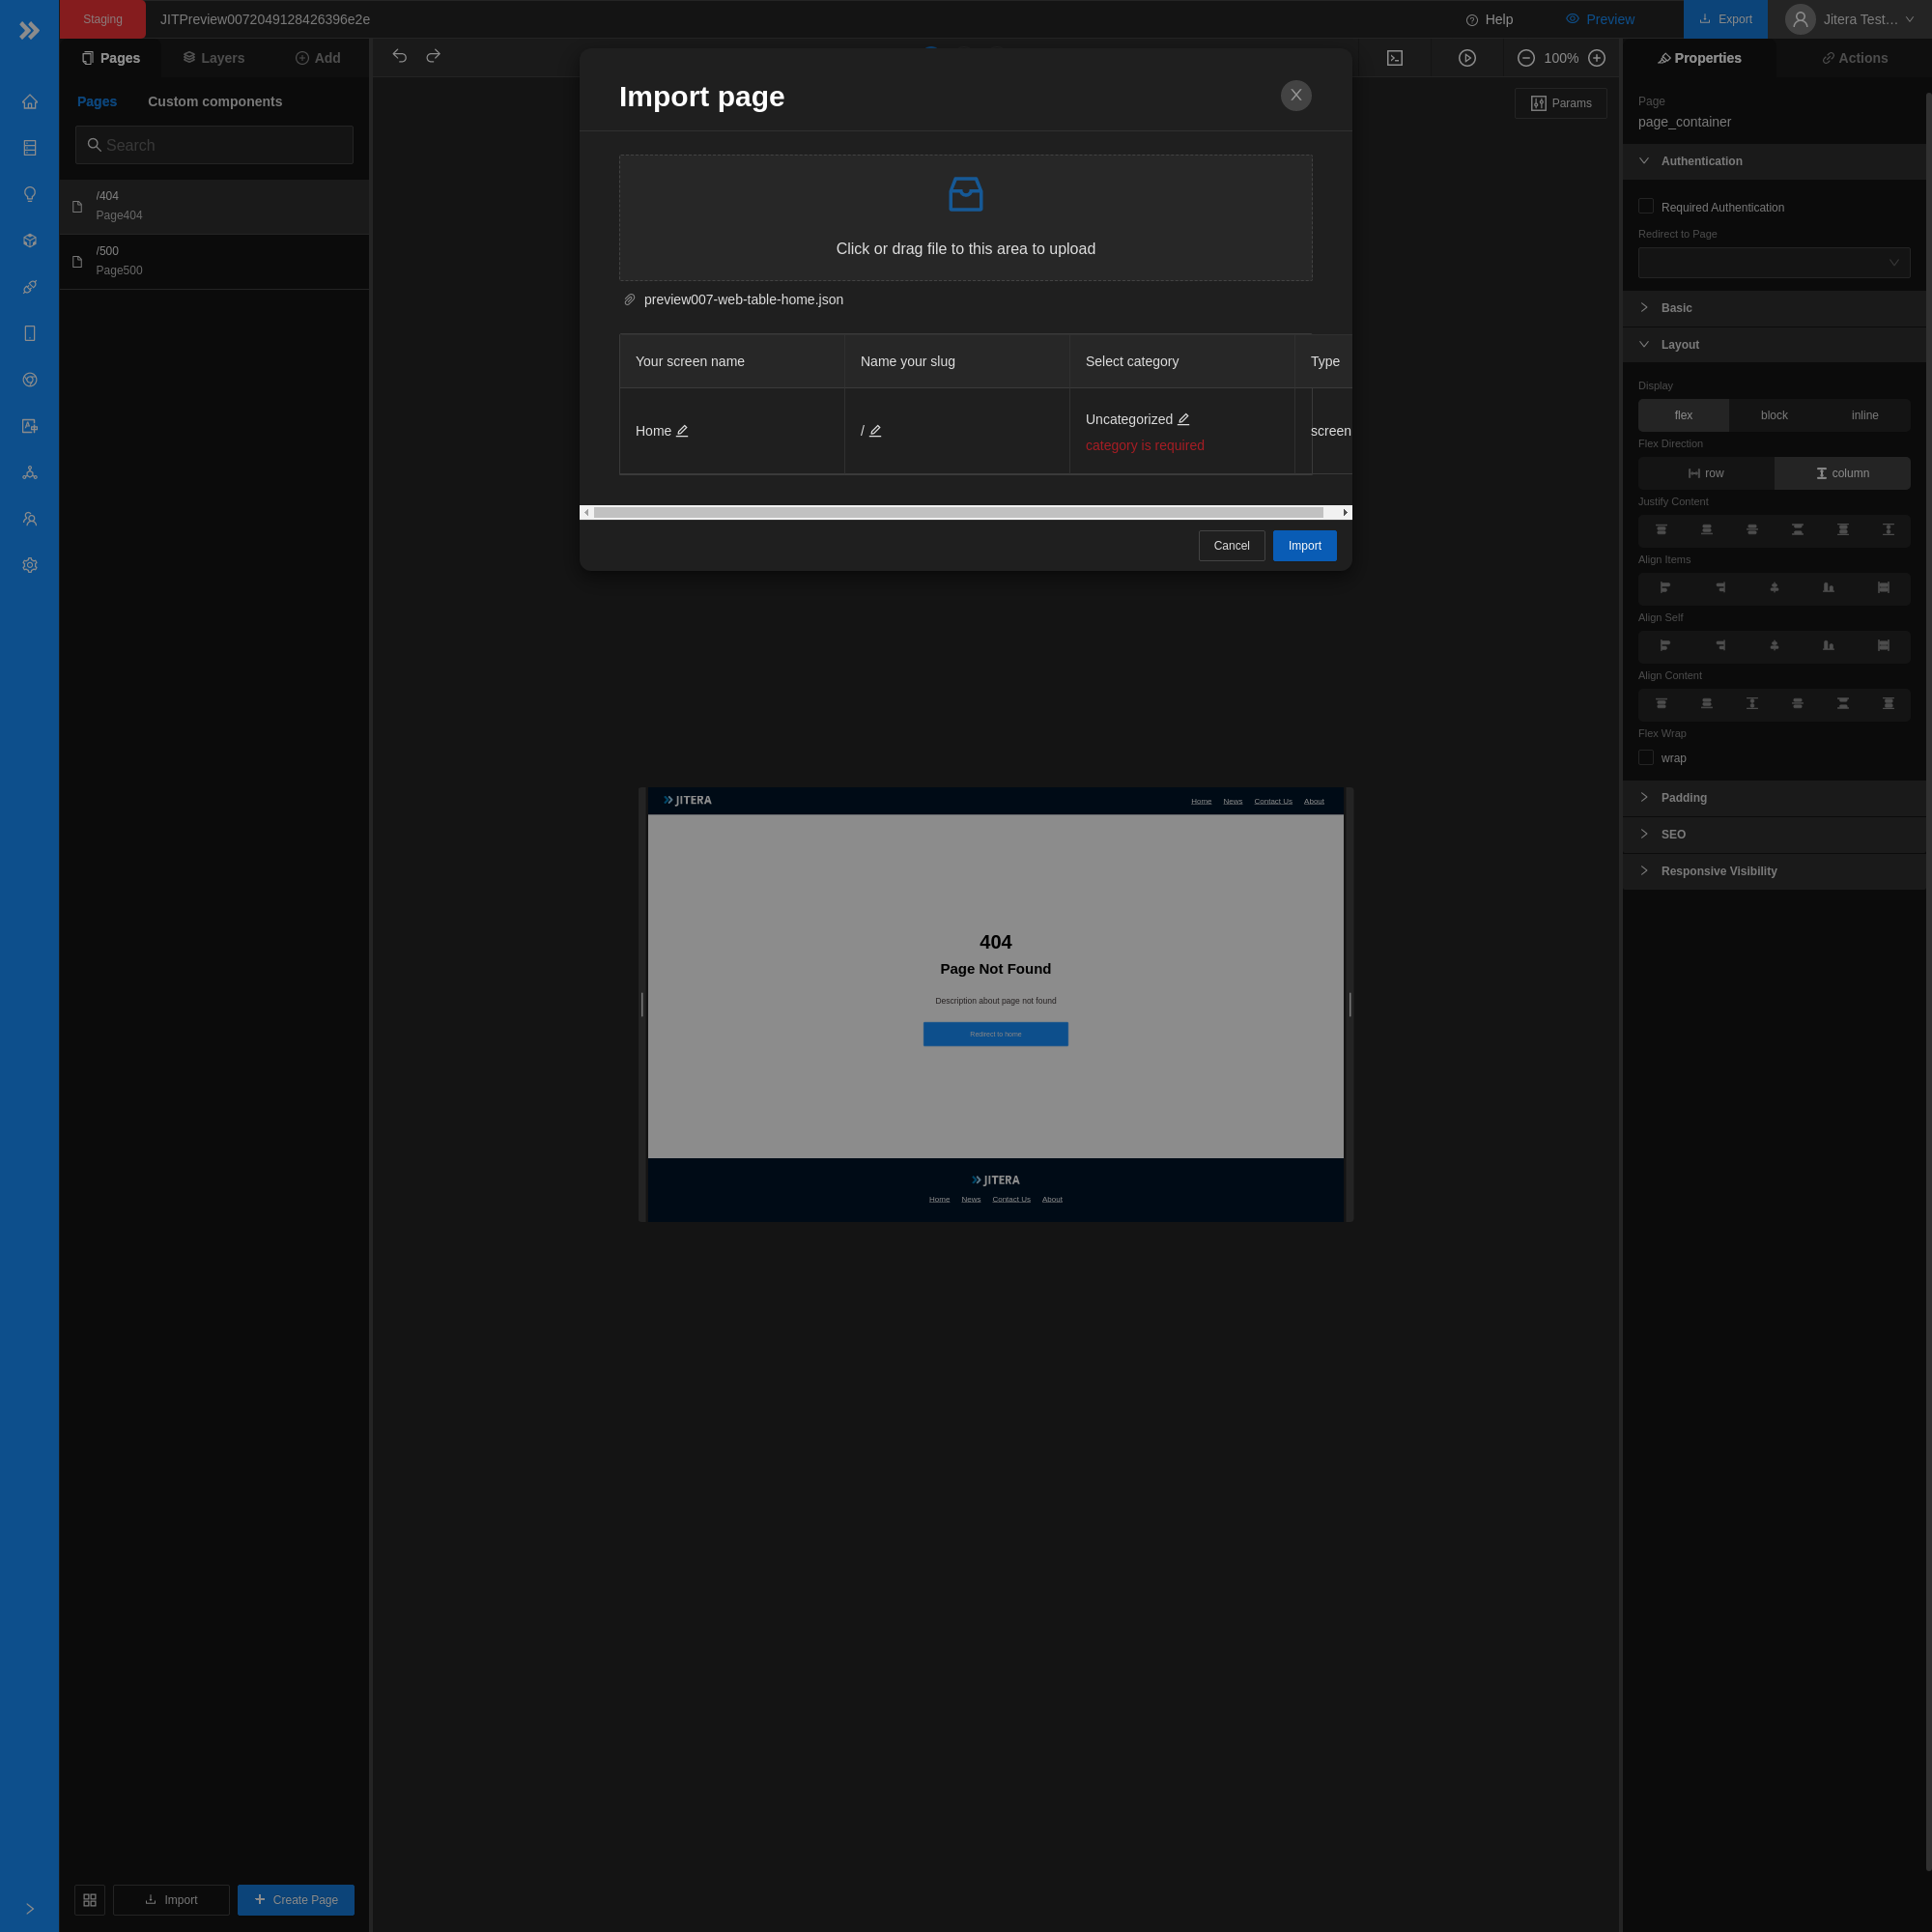 Staging
JITPreview0072049128426396e2e
Help
Preview
Export
Jitera Test…
Pages
Layers
Add
100%
Properties
Actions
Pages
Custom components
Search
/404
Page404
/500
Page500
Import page
Click or drag file to this area to upload
preview007-web-table-home.json
Your screen name
Name your slug
Select category
Type
Home
/
Uncategorized
category is required
screen
Cancel
Import
Params
Page
page_container
Authentication
Required Authentication
Redirect to Page
Basic
Layout
Display
flex
block
inline
Flex Direction
row
column
Justify Content
Align Items
Align Self
Align Content
Flex Wrap
wrap
Padding
SEO
Responsive Visibility
JITERA
Home
News
Contact Us
About
404
Page Not Found
Description about page not found
Redirect to home
JITERA
Home
News
Contact Us
About
Import
Create Page